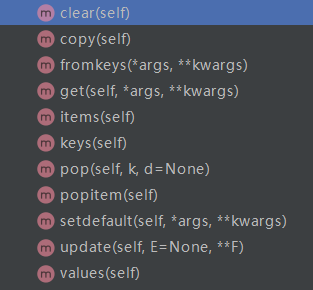 m clear(self)
m copy(self)
m fromkeys(*args, **kwargs)
m get(self, *args, **kwargs)
m items(self)
m keys(self)
m pop(self, k, d=None)
m popitem(self)
m setdefault(self, *args, **kwargs)
m update(self, E=None, **F)
m values(self)